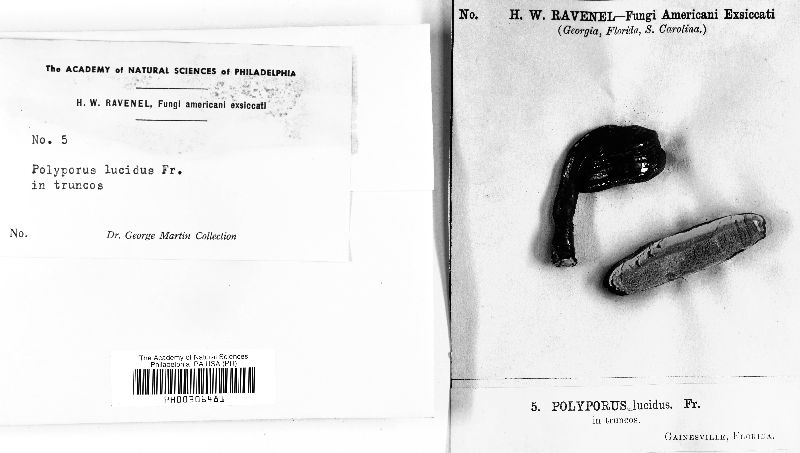 The ACADEMY of NATURAL SCIENCES of PHILADELPHIA
H. W. RAVENEL, Fungi americani exsiccati
No. 5
Polyporus lucidus Fr.
in truncos
No. Dr. George Martin Collection
The Academy of Natural Sciences
Philadelphia, PA USA (PH)
No. H. W. RAVENEL—Fungi Americani Exsiccati
(Georgia, Florida, S. Carolina.)
5. POLYPORUS lucidus. Fr.
in truncos.
GAINESVILLE, FLORIDA.